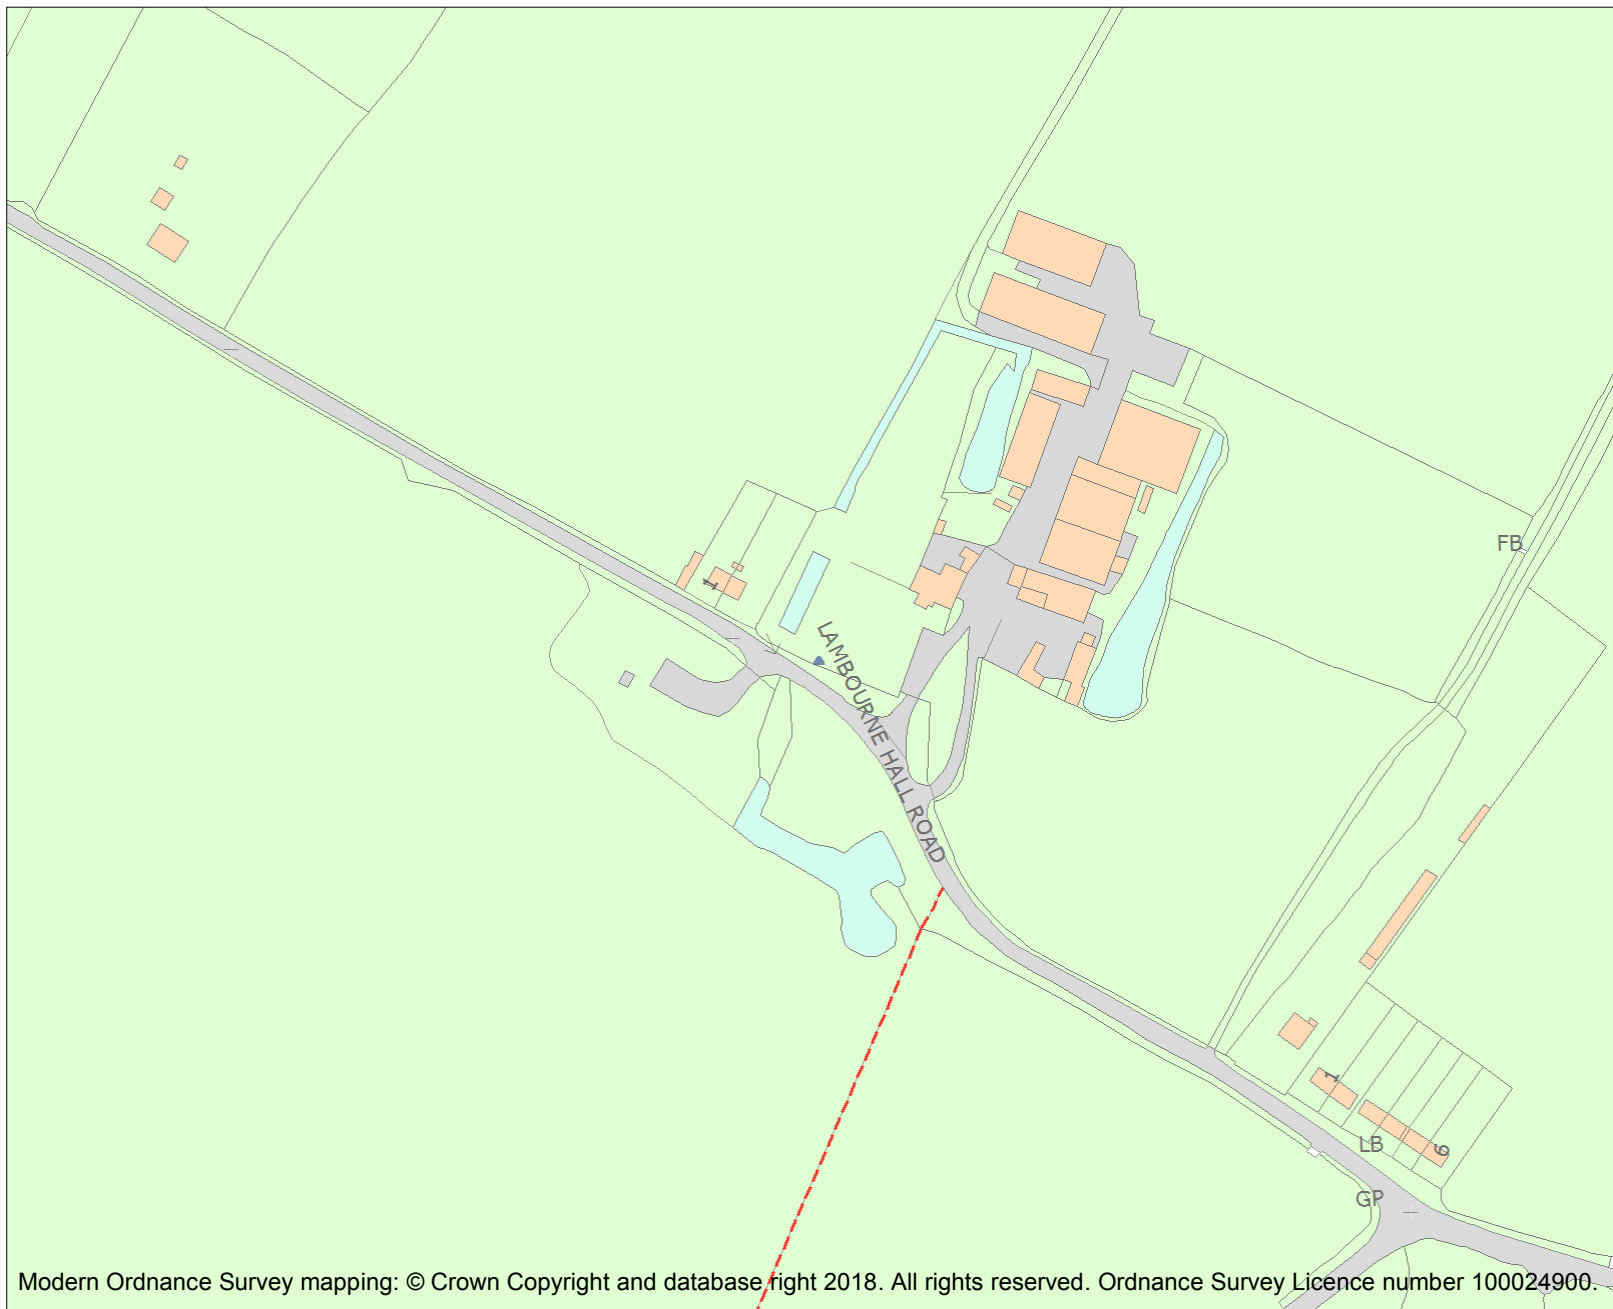 FB
1
LAMBOURNE HALL ROAD
1
LB
6
GP
Modern Ordnance Survey mapping: © Crown Copyright and database right 2018. All rights reserved. Ordnance Survey Licence number 100024900.